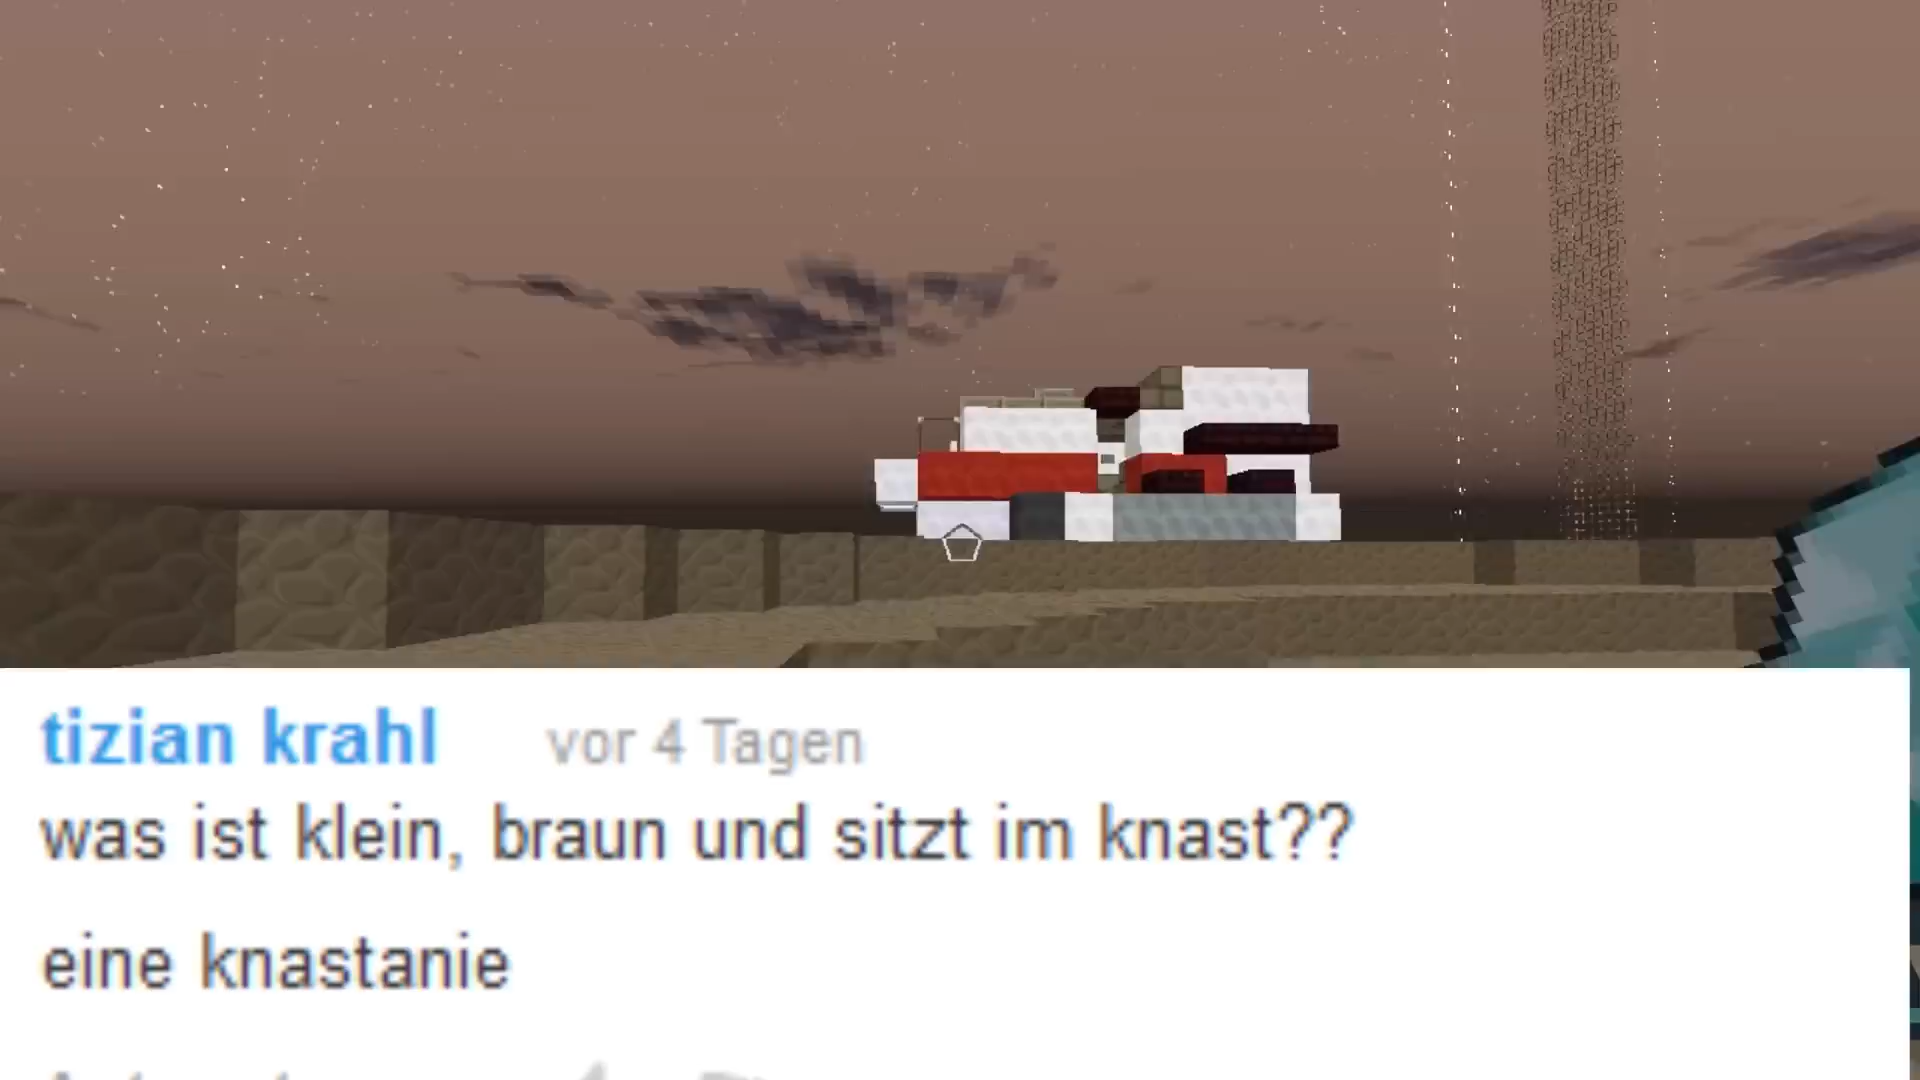 tizian krahl vor 4 Tagen
was ist klein, braun und sitzt im knast??
eine knastanie